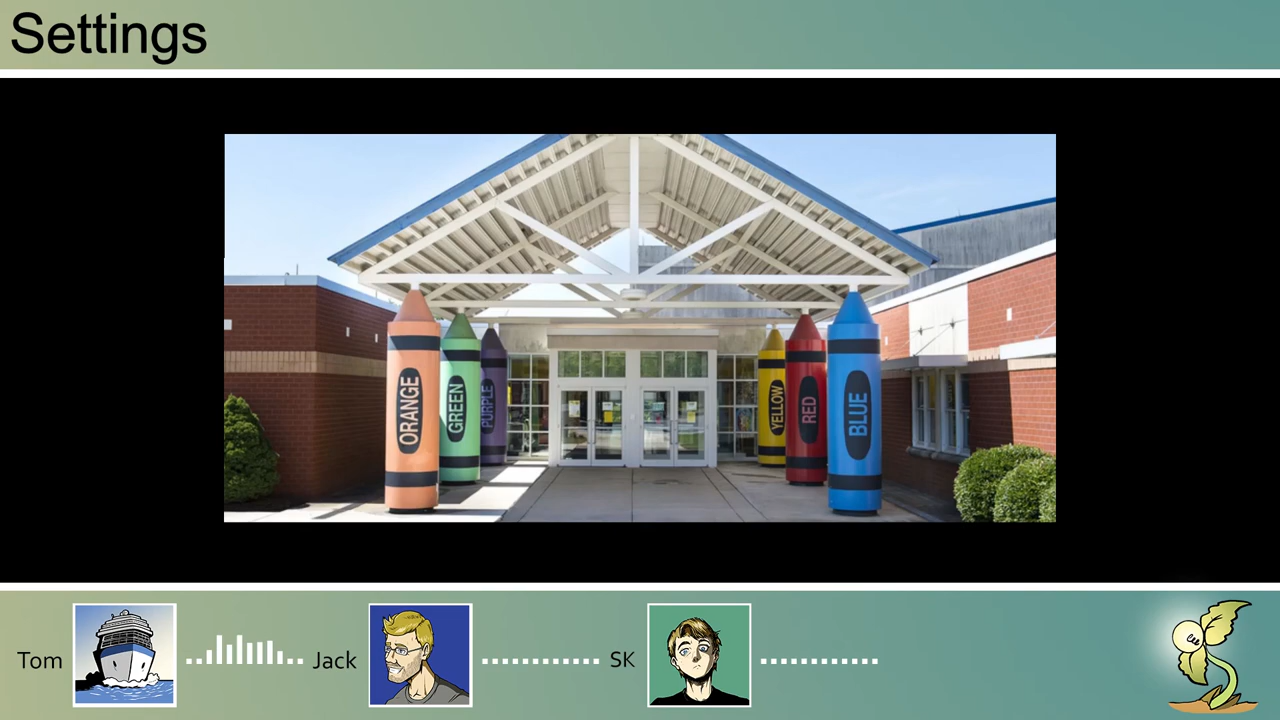 Settings
ORANGE
GREEN
PURPLE
YELLOW
RED
BLUE
Tom
Jack
SK